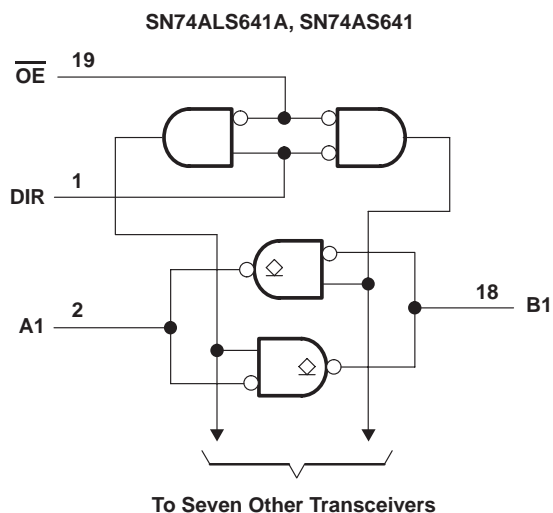 SN74ALS641A, SN74AS641
OE 19
DIR 1
A1 2
18 B1
To Seven Other Transceivers